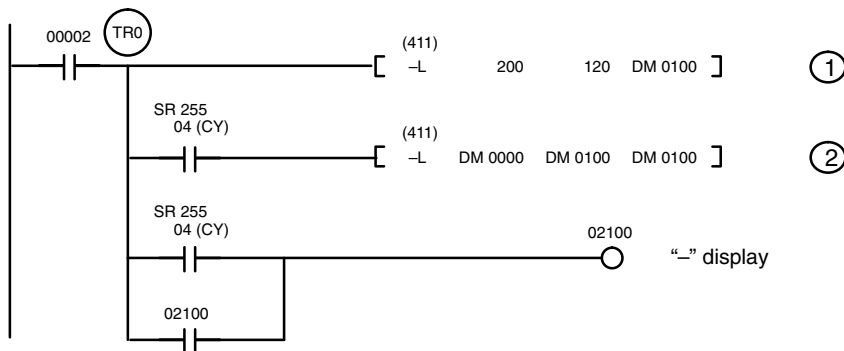 00002
TR0
(411)
–L 200 120 DM 0100
1
SR 255
04 (CY)
(411)
–L DM 0000 DM 0100 DM 0100
2
SR 255
04 (CY)
02100
“–” display
02100